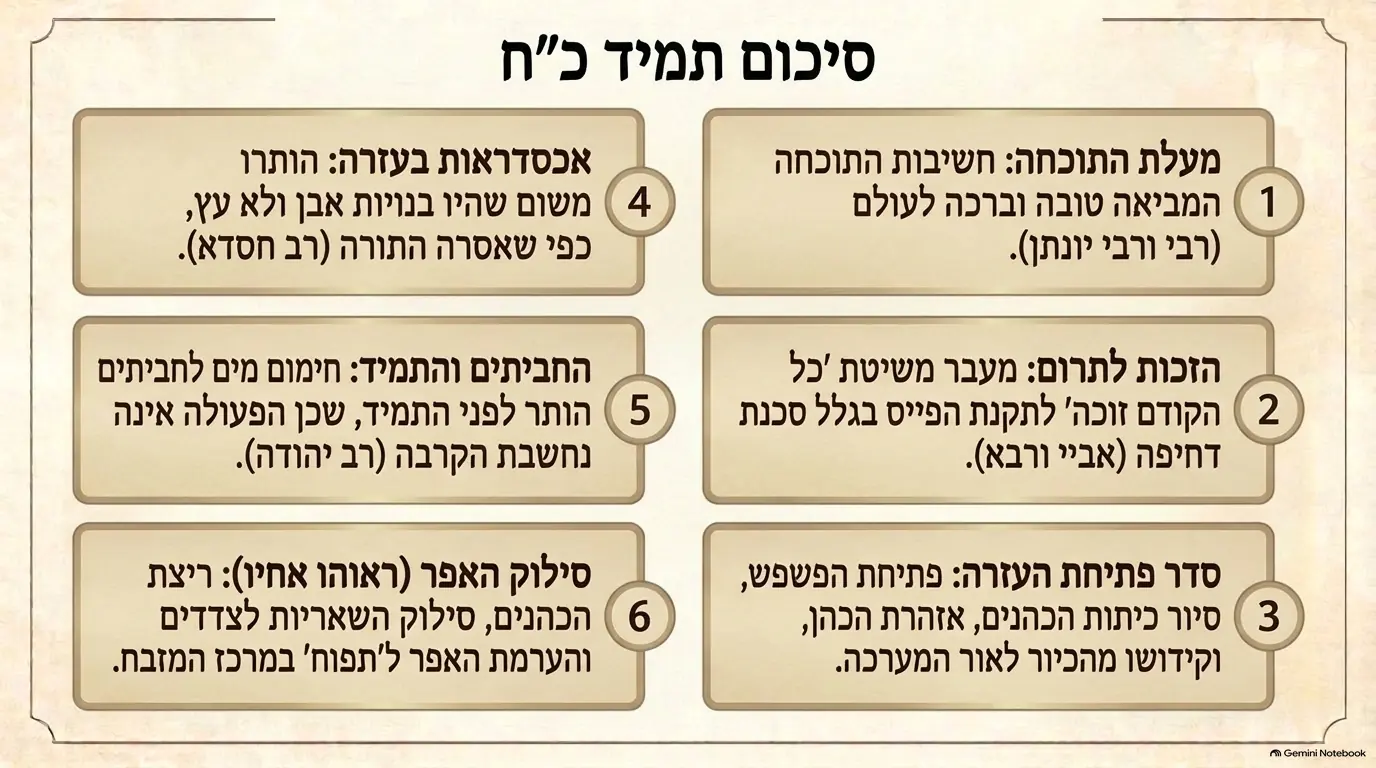 סיכום תמיד כ"ח
1
מעלת התוכחה: חשיבות התוכחה
המביאה טובה וברכה לעולם
(רבי ורבי יונתן).
2
הזכות לתרום: מעבר משיטת 'כל
הקודם זוכה' לתקנת הפייס בגלל סכנת
דחיפה (אביי ורבא).
3
סדר פתיחת העזרה: פתיחת הפשפש,
סיור כיתות הכהנים, אזהרת הכהן,
וקידושו מהכיור לאור המערכה.
4
אכסדראות בעזרה: הותרו
משום שהיו בנויות אבן ולא עץ,
כפי שאסרה התורה (רב חסדא).
5
החביתים והתמיד: חימום מים לחביתים
הותר לפני התמיד, שכן הפעולה אינה
נחשבת הקרבה (רב יהודה).
6
סילוק האפר (ראוהו אחיו): ריצת
הכהנים, סילוק השאריות לצדדים
והערמת האפר ל'תפוח' במרכז המזבח.
Gemini Notebook